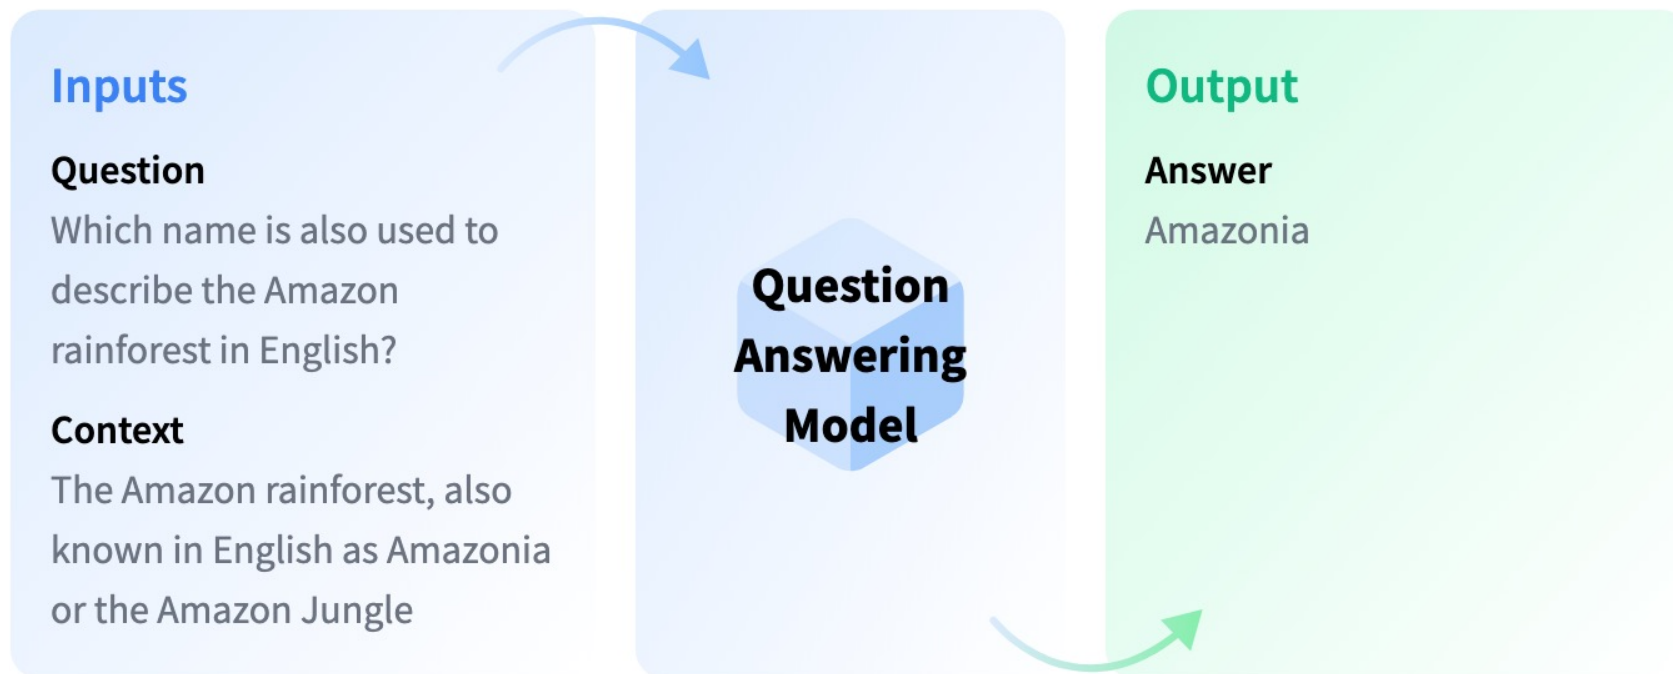 Inputs
Question
Which name is also used to
describe the Amazon
rainforest in English?
Context
The Amazon rainforest, also
known in English as Amazonia
or the Amazon Jungle
Question
Answering
Model
Output
Answer
Amazonia